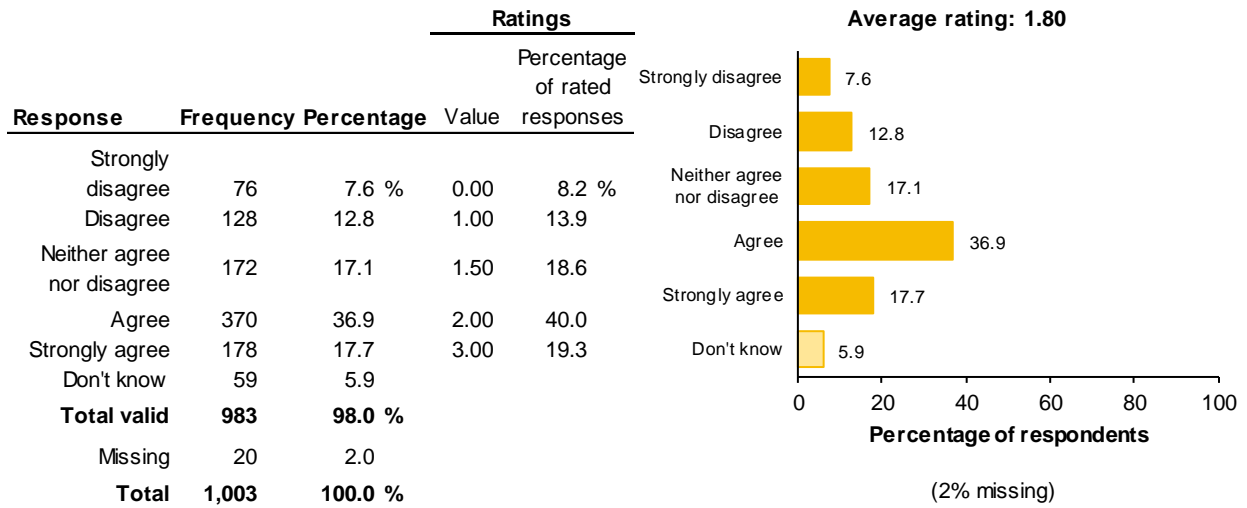 Ratings
Response Frequency Percentage Value Percentage of rated responses
Strongly disagree 76 7.6 % 0.00 8.2 %
Disagree 128 12.8 1.00 13.9
Neither agree nor disagree 172 17.1 1.50 18.6
Agree 370 36.9 2.00 40.0
Strongly agree 178 17.7 3.00 19.3
Don't know 59 5.9
Total valid 983 98.0 %
Missing 20 2.0
Total 1,003 100.0 %
Average rating: 1.80
Strongly disagree 7.6
Disagree 12.8
Neither agree
nor disagree 17.1
Agree 36.9
Strongly agree 17.7
Don't know 5.9
0 20 40 60 80 100
Percentage of respondents
(2% missing)